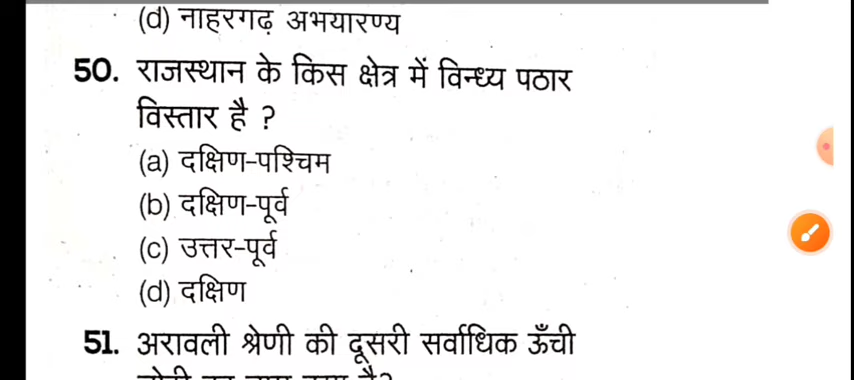 (d) नाहरगढ़ अभयारण्य
50. राजस्थान के किस क्षेत्र में विन्ध्य पठार
विस्तार है ?
(a) दक्षिण-पश्चिम
(b) दक्षिण-पूर्व
(c) उत्तर-पूर्व
(d) दक्षिण
51. अरावली श्रेणी की दूसरी सर्वाधिक ऊँची